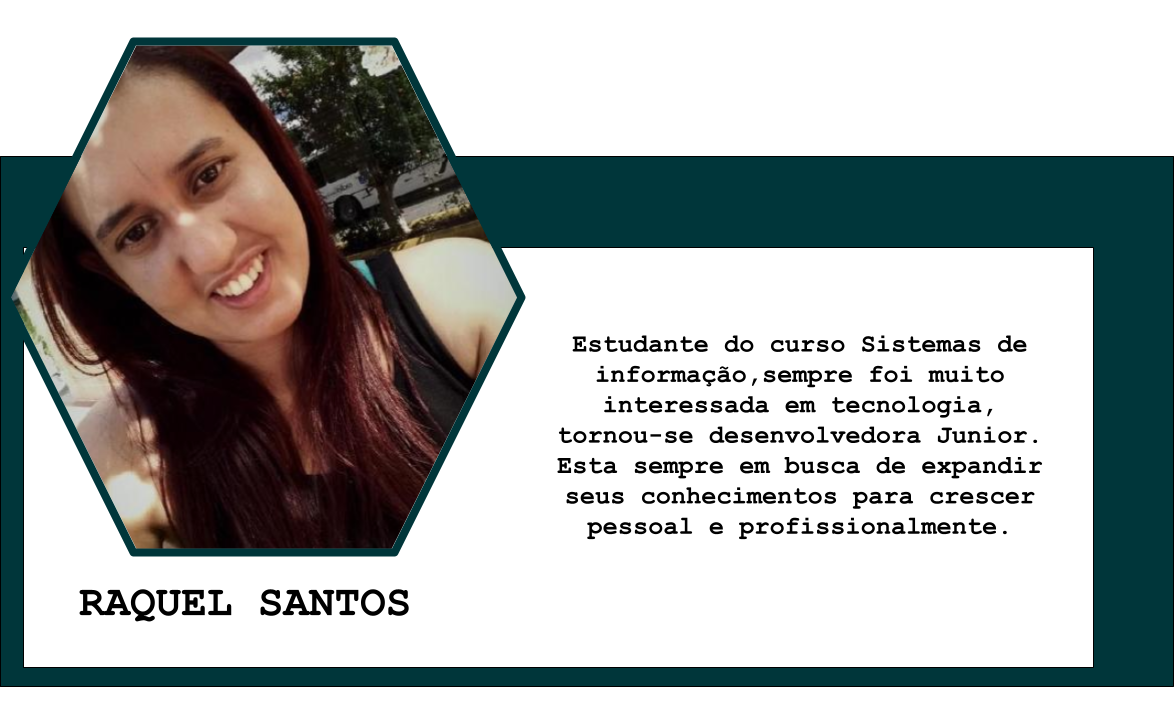 Estudante do curso Sistemas de
informação,sempre foi muito
interessada em tecnologia,
tornou-se desenvolvedora Junior.
Esta sempre em busca de expandir
seus conhecimentos para crescer
pessoal e profissionalmente.
RAQUEL SANTOS